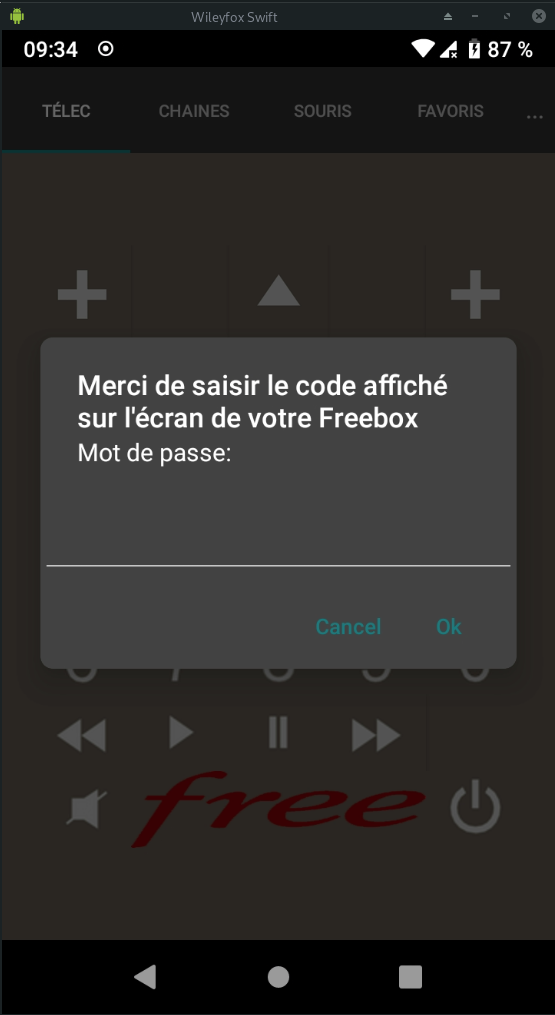 Wileyfox Swift
09:34
87 %
TÉLEC
CHAINES
SOURIS
FAVORIS
...
Merci de saisir le code affiché
sur l'écran de votre Freebox
Mot de passe:
Cancel
Ok
free